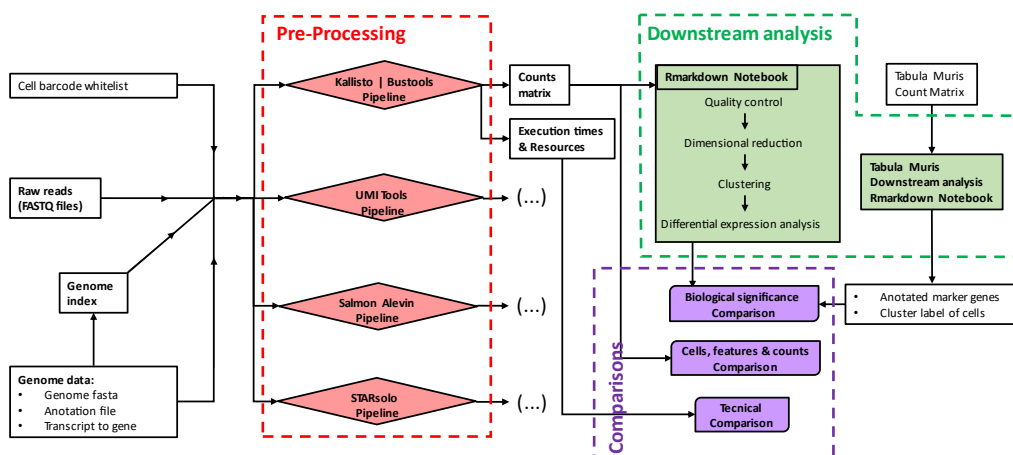 Pre-Processing
Downstream analysis
Cell barcode whitelist
Kallisto | Bustools
Pipeline
Counts
matrix
Rmarkdown Notebook
Quality control
Dimensional reduction
Clustering
Differential expression analysis
Tabula Muris
Count Matrix
Execution times
& Resources
Raw reads
(FASTQ files)
UMI Tools
Pipeline
(...)
Tabula Muris
Downstream analysis
Rmarkdown Notebook
Genome
index
Salmon Alevin
Pipeline
(...)
Biological significance
Comparison
• Anotated marker genes
• Cluster label of cells
Cells, features & counts
Comparison
Genome data:
• Genome fasta
• Anotation file
• Transcript to gene
STARsolo
Pipeline
(...)
Tecnical
Comparison
Comparisons